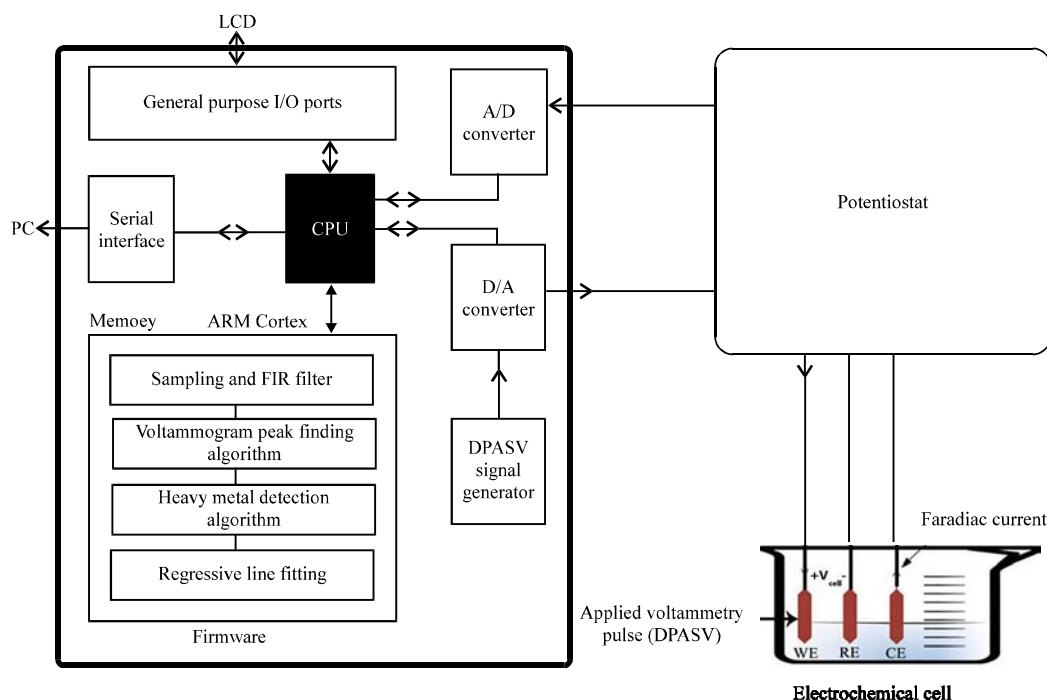 LCD
General purpose I/O ports
A/D
converter
Potentiostat
PC
Serial
interface
CPU
D/A
converter
Memoey
ARM Cortex
Sampling and FIR filter
Voltammogram peak finding
algorithm
Heavy metal detection
algorithm
Regressive line fitting
Firmware
DPASV
signal
generator
Faradiac current
+Vcell-
Applied voltammetry
pulse (DPASV)
WE RE CE
Electrochemical cell